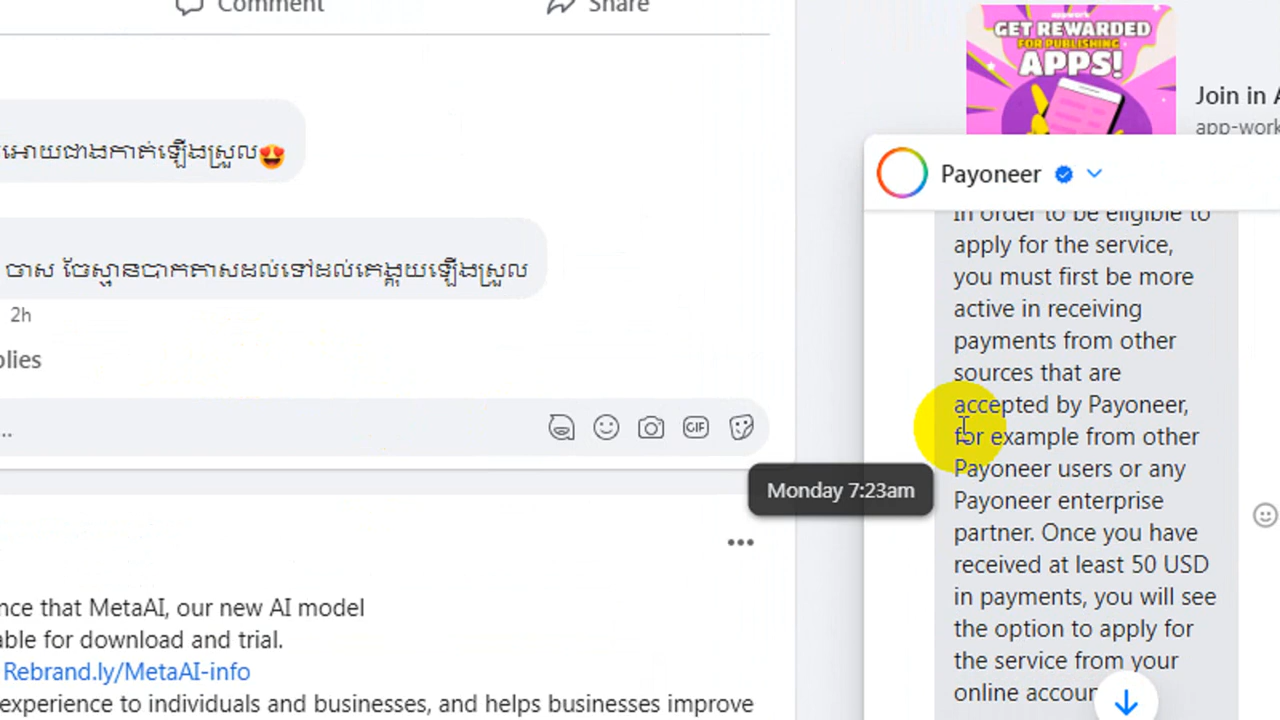 Comment
Share
អោយជាងកាត់ឡើងស្រួល
ចាស ចែស្មានបាកតាសដល់ទៅដល់គេង្គុយឡើងស្រួល
2h
plies
...
nce that MetaAI, our new AI model
able for download and trial.
Rebrand.ly/MetaAI-info
experience to individuals and businesses, and helps businesses improve
Monday 7:23am
GIF
GET REWARDED
FOR PUBLISHING
APPS!
Join in A
app-work
Payoneer
In order to be eligible to
apply for the service,
you must first be more
active in receiving
payments from other
sources that are
accepted by Payoneer,
for example from other
Payoneer users or any
Payoneer enterprise
partner. Once you have
received at least 50 USD
in payments, you will see
the option to apply for
the service from your
online accoun